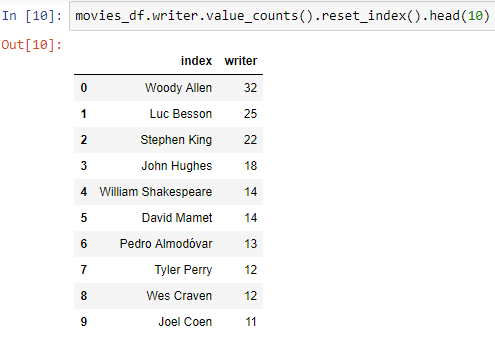 In [10]: movies_df.writer.value_counts().reset_index().head(10)
Out[10]:
index writer
0 Woody Allen 32
1 Luc Besson 25
2 Stephen King 22
3 John Hughes 18
4 William Shakespeare 14
5 David Mamet 14
6 Pedro Almodóvar 13
7 Tyler Perry 12
8 Wes Craven 12
9 Joel Coen 11